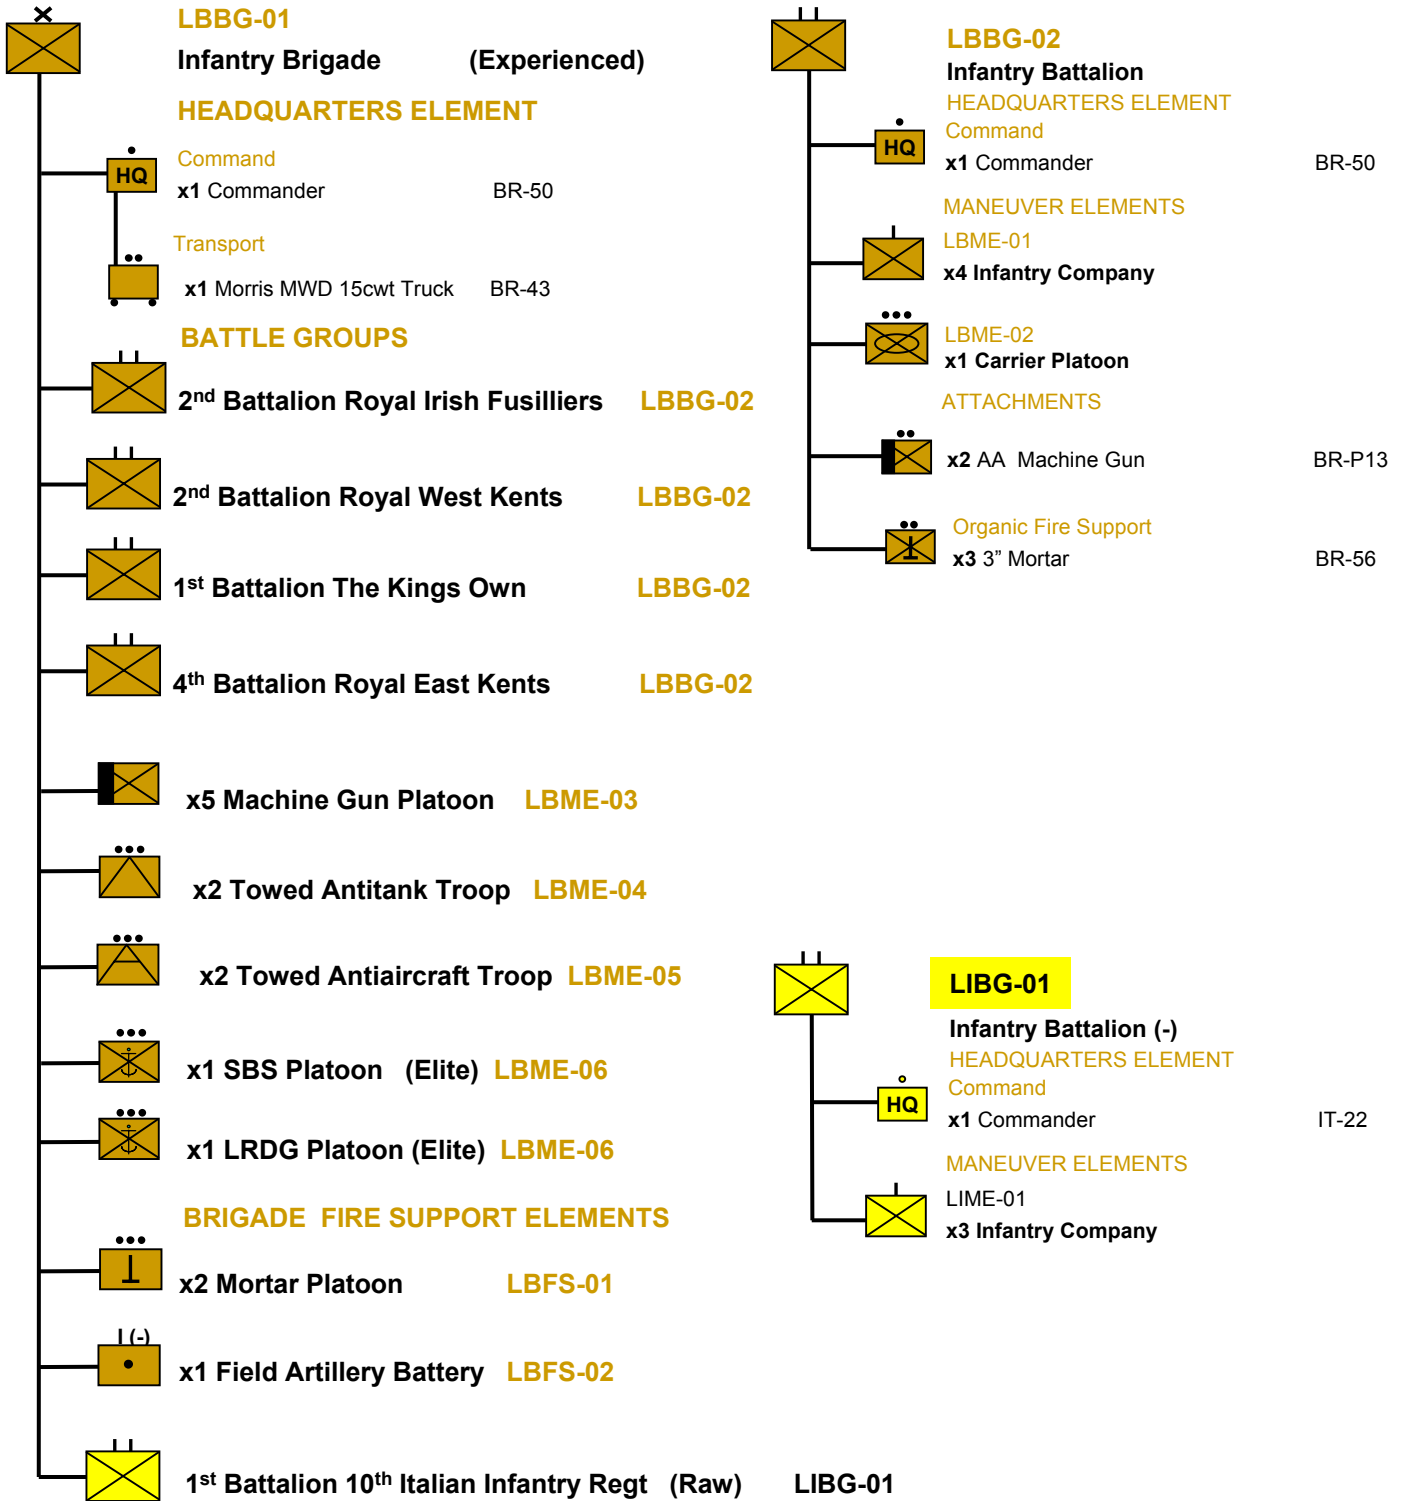 LBBG-01
Infantry Brigade (Experienced)
HEADQUARTERS ELEMENT
HQ
Command
x1 Commander BR-50
Transport
x1 Morris MWD 15cwt Truck BR-43
BATTLE GROUPS
2nd Battalion Royal Irish Fusilliers LBBG-02
2nd Battalion Royal West Kents LBBG-02
1st Battalion The Kings Own LBBG-02
4th Battalion Royal East Kents LBBG-02
x5 Machine Gun Platoon LBME-03
x2 Towed Antitank Troop LBME-04
x2 Towed Antiaircraft Troop LBME-05
x1 SBS Platoon (Elite) LBME-06
x1 LRDG Platoon (Elite) LBME-06
BRIGADE FIRE SUPPORT ELEMENTS
x2 Mortar Platoon LBFS-01
I (-)
x1 Field Artillery Battery LBFS-02
1st Battalion 10th Italian Infantry Regt (Raw) LIBG-01
LBBG-02
Infantry Battalion
HEADQUARTERS ELEMENT
Command
HQ
x1 Commander BR-50
MANEUVER ELEMENTS
LBME-01
x4 Infantry Company
LBME-02
x1 Carrier Platoon
ATTACHMENTS
x2 AA Machine Gun BR-P13
Organic Fire Support
x3 3” Mortar BR-56
LIBG-01
Infantry Battalion (-)
HEADQUARTERS ELEMENT
Command
HQ
x1 Commander IT-22
MANEUVER ELEMENTS
LIME-01
x3 Infantry Company